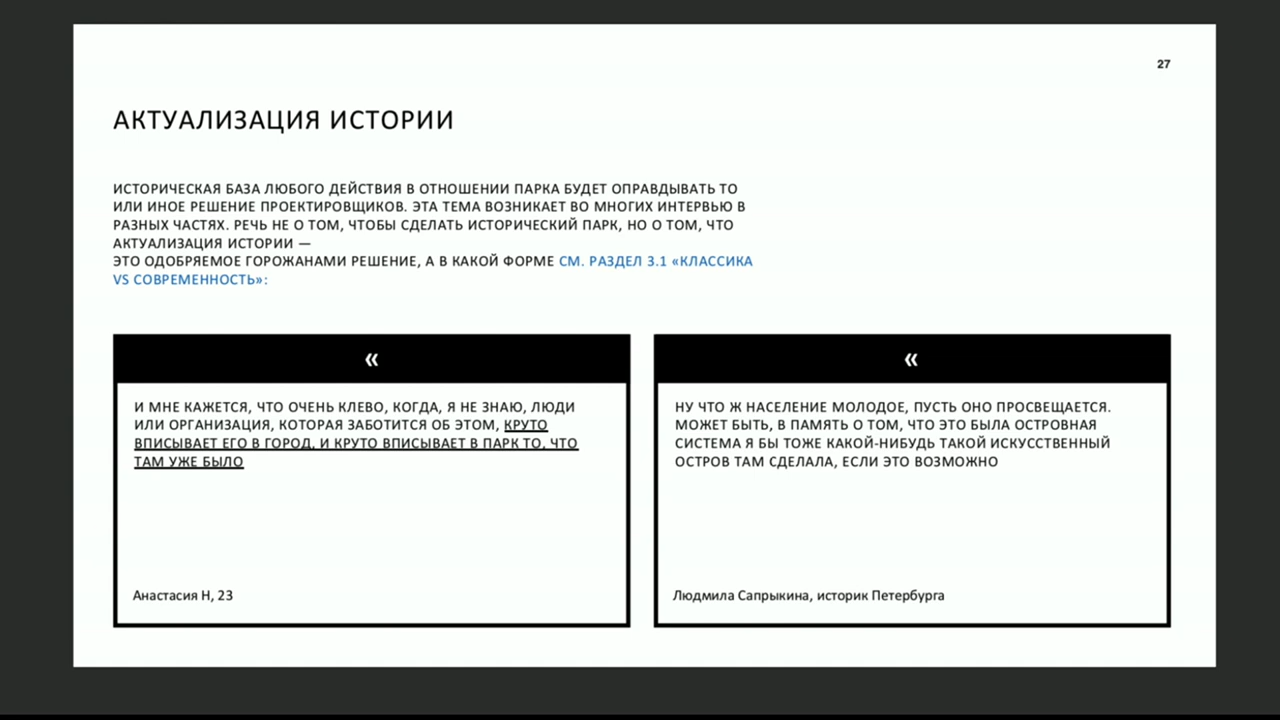 27
АКТУАЛИЗАЦИЯ ИСТОРИИ
ИСТОРИЧЕСКАЯ БАЗА ЛЮБОГО ДЕЙСТВИЯ В ОТНОШЕНИИ ПАРКА БУДЕТ ОПРАВДЫВАТЬ ТО
ИЛИ ИНОЕ РЕШЕНИЕ ПРОЕКТИРОВЩИКОВ. ЭТА ТЕМА ВОЗНИКАЕТ ВО МНОГИХ ИНТЕРВЬЮ В
РАЗНЫХ ЧАСТЯХ. РЕЧЬ НЕ О ТОМ, ЧТОБЫ СДЕЛАТЬ ИСТОРИЧЕСКИЙ ПАРК, НО О ТОМ, ЧТО
АКТУАЛИЗАЦИЯ ИСТОРИИ —
ЭТО ОДОБРЯЕМОЕ ГОРОЖАНАМИ РЕШЕНИЕ, А В КАКОЙ ФОРМЕ СМ. РАЗДЕЛ 3.1 «КЛАССИКА
VS СОВРЕМЕННОСТЬ»:
«
И МНЕ КАЖЕТСЯ, ЧТО ОЧЕНЬ КЛЕВО, КОГДА, Я НЕ ЗНАЮ, ЛЮДИ
ИЛИ ОРГАНИЗАЦИЯ, КОТОРАЯ ЗАБОТИТСЯ ОБ ЭТОМ, КРУТО
ВПИСЫВАЕТ ЕГО В ГОРОД, И КРУТО ВПИСЫВАЕТ В ПАРК ТО, ЧТО
ТАМ УЖЕ БЫЛО
Анастасия Н, 23
«
НУ ЧТО Ж НАСЕЛЕНИЕ МОЛОДОЕ, ПУСТЬ ОНО ПРОСВЕЩАЕТСЯ.
МОЖЕТ БЫТЬ, В ПАМЯТЬ О ТОМ, ЧТО ЭТО БЫЛА ОСТРОВНАЯ
СИСТЕМА Я БЫ ТОЖЕ КАКОЙ-НИБУДЬ ТАКОЙ ИСКУССТВЕННЫЙ
ОСТРОВ ТАМ СДЕЛАЛА, ЕСЛИ ЭТО ВОЗМОЖНО
Людмила Сапрыкина, историк Петербурга